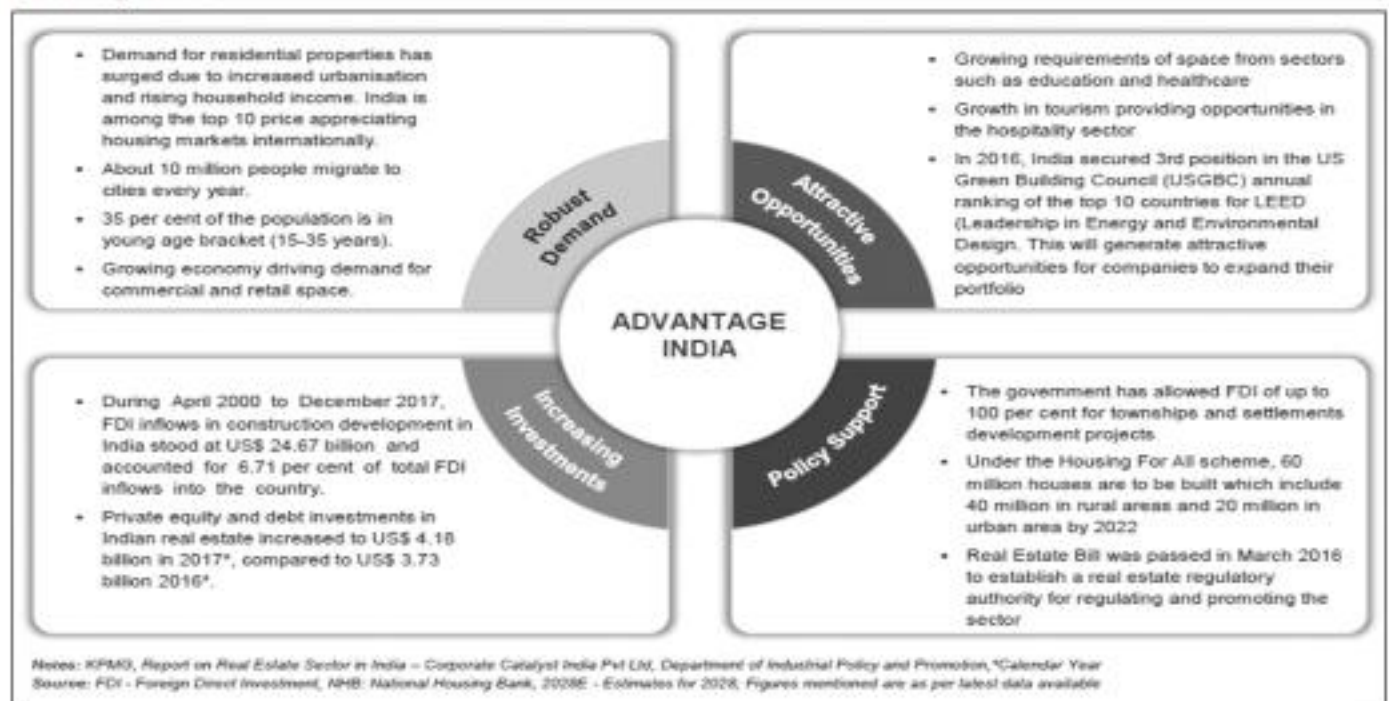 Demand for residential properties has
surged due to increased urbanisation
and rising household income. India is
among the top 10 price appreciating
housing markets internationally.
About 10 million people migrate to
cities every year.
35 per cent of the population is in
young age bracket (15–35 years).
Growing economy driving demand for
commercial and retail space.
Robust
Demand
Growing requirements of space from sectors
such as education and healthcare
Growth in tourism providing opportunities in
the hospitality sector
In 2016, India secured 3rd position in the US
Green Building Council (USGBC) annual
ranking of the top 10 countries for LEED
(Leadership in Energy and Environmental
Design. This will generate attractive
opportunities for companies to expand their
portfolio
Attractive
Opportunities
ADVANTAGE
INDIA
During April 2000 to December 2017,
FDI inflows in construction development in
India stood at US$ 24.67 billion and
accounted for 6.71 per cent of total FDI
inflows into the country.
Private equity and debt investments in
Indian real estate increased to US$ 4.18
billion in 2017*, compared to US$ 3.73
billion 2016*.
Increasing
Investments
The government has allowed FDI of up to
100 per cent for townships and settlements
development projects
Under the Housing For All scheme, 60
million houses are to be built which include
40 million in rural areas and 20 million in
urban area by 2022
Real Estate Bill was passed in March 2016
to establish a real estate regulatory
authority for regulating and promoting the
sector
Policy Support
Notes: KPMG, Report on Real Estate Sector in India – Corporate Catalyst India Pvt Ltd, Department of Industrial Policy and Promotion,*Calendar Year
Source: FDI - Foreign Direct Investment, NHB: National Housing Bank, 2028E - Estimates for 2028, Figures mentioned are as per latest data available